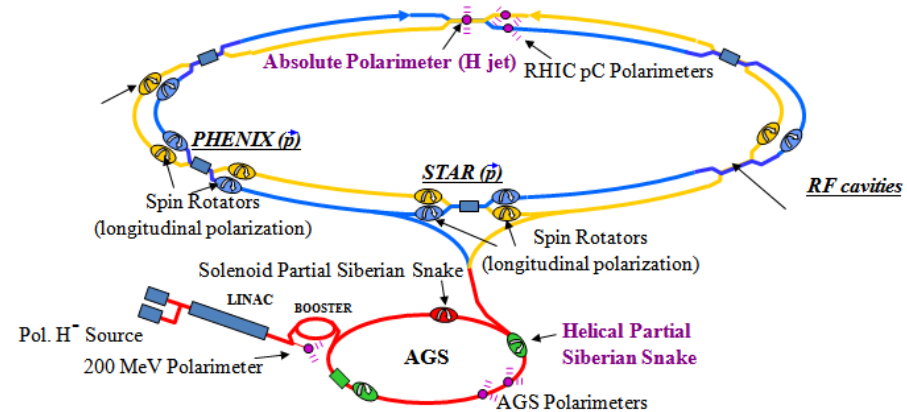 Absolute Polarimeter (H jet)
RHIC pC Polarimeters
PHENIX (p)
STAR (p)
RF cavities
Spin Rotators
(longitudinal polarization)
Spin Rotators
(longitudinal polarization)
Solenoid Partial Siberian Snake
LINAC
BOOSTER
Pol. H⁻ Source
200 MeV Polarimeter
AGS
Helical Partial
Siberian Snake
AGS Polarimeters